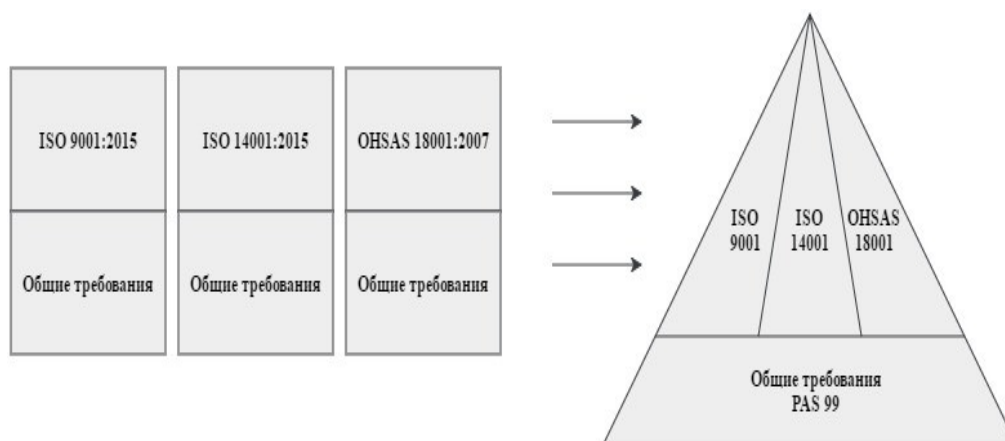 ISO 9001:2015
ISO 14001:2015
OHSAS 18001:2007
Общие требования
Общие требования
Общие требования
ISO
9001
ISO
14001
OHSAS
18001
Общие требования
PAS 99